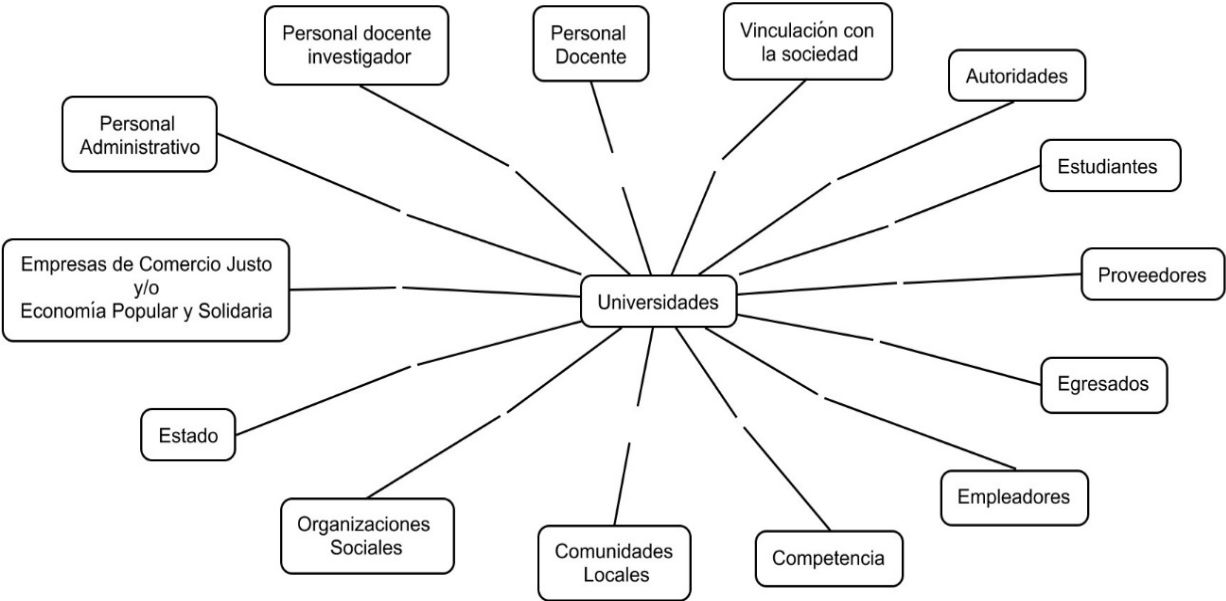 Personal docente
investigador
Personal
Docente
Vinculación con
la sociedad
Autoridades
Personal
Administrativo
Estudiantes
Empresas de Comercio Justo
y/o
Economía Popular y Solidaria
Universidades
Proveedores
Egresados
Estado
Empleadores
Organizaciones
Sociales
Comunidades
Locales
Competencia